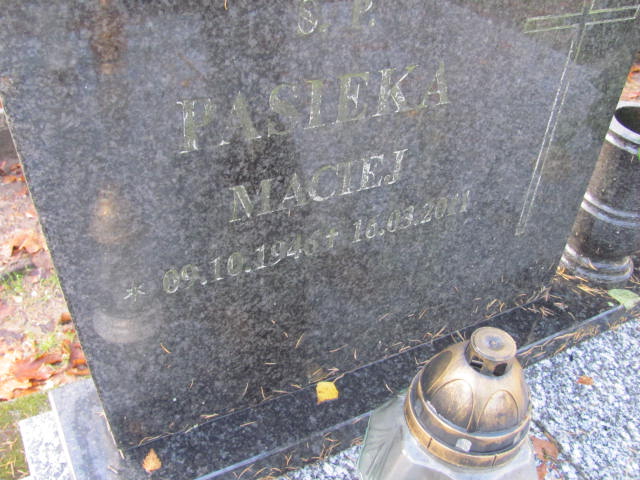 Ś. P.
PASIEKA
MACIEJ
* 09.10.1946 + 16.03.2011